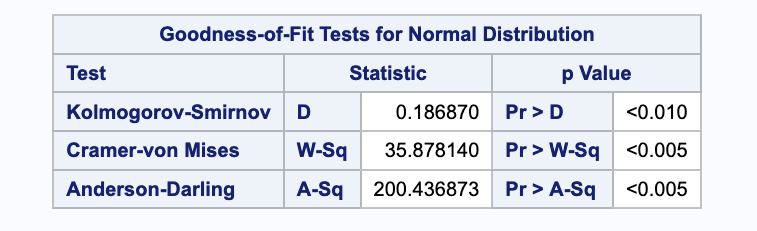 Goodness-of-Fit Tests for Normal Distribution
Test Statistic p Value
Kolmogorov-Smirnov D 0.186870 Pr > D <0.010
Cramer-von Mises W-Sq 35.878140 Pr > W-Sq <0.005
Anderson-Darling A-Sq 200.436873 Pr > A-Sq <0.005